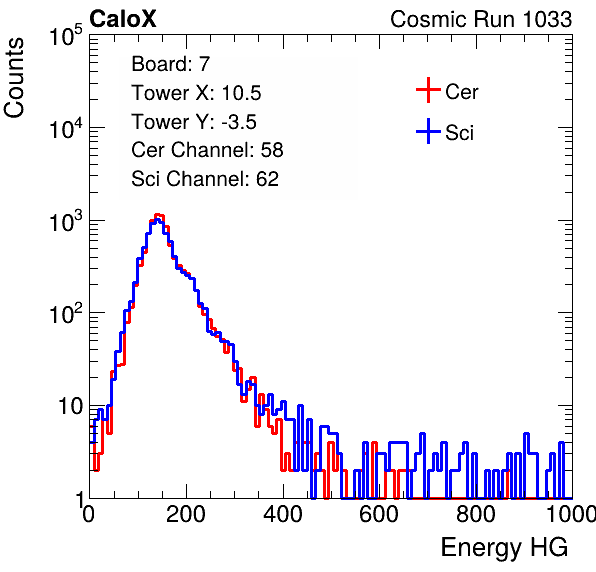 CaloX Cosmic Run 1033
Counts
10^5
10^4
10^3
10^2
10
1
Board: 7
Tower X: 10.5
Tower Y: -3.5
Cer Channel: 58
Sci Channel: 62
Cer
Sci
0 200 400 600 800 1000
Energy HG